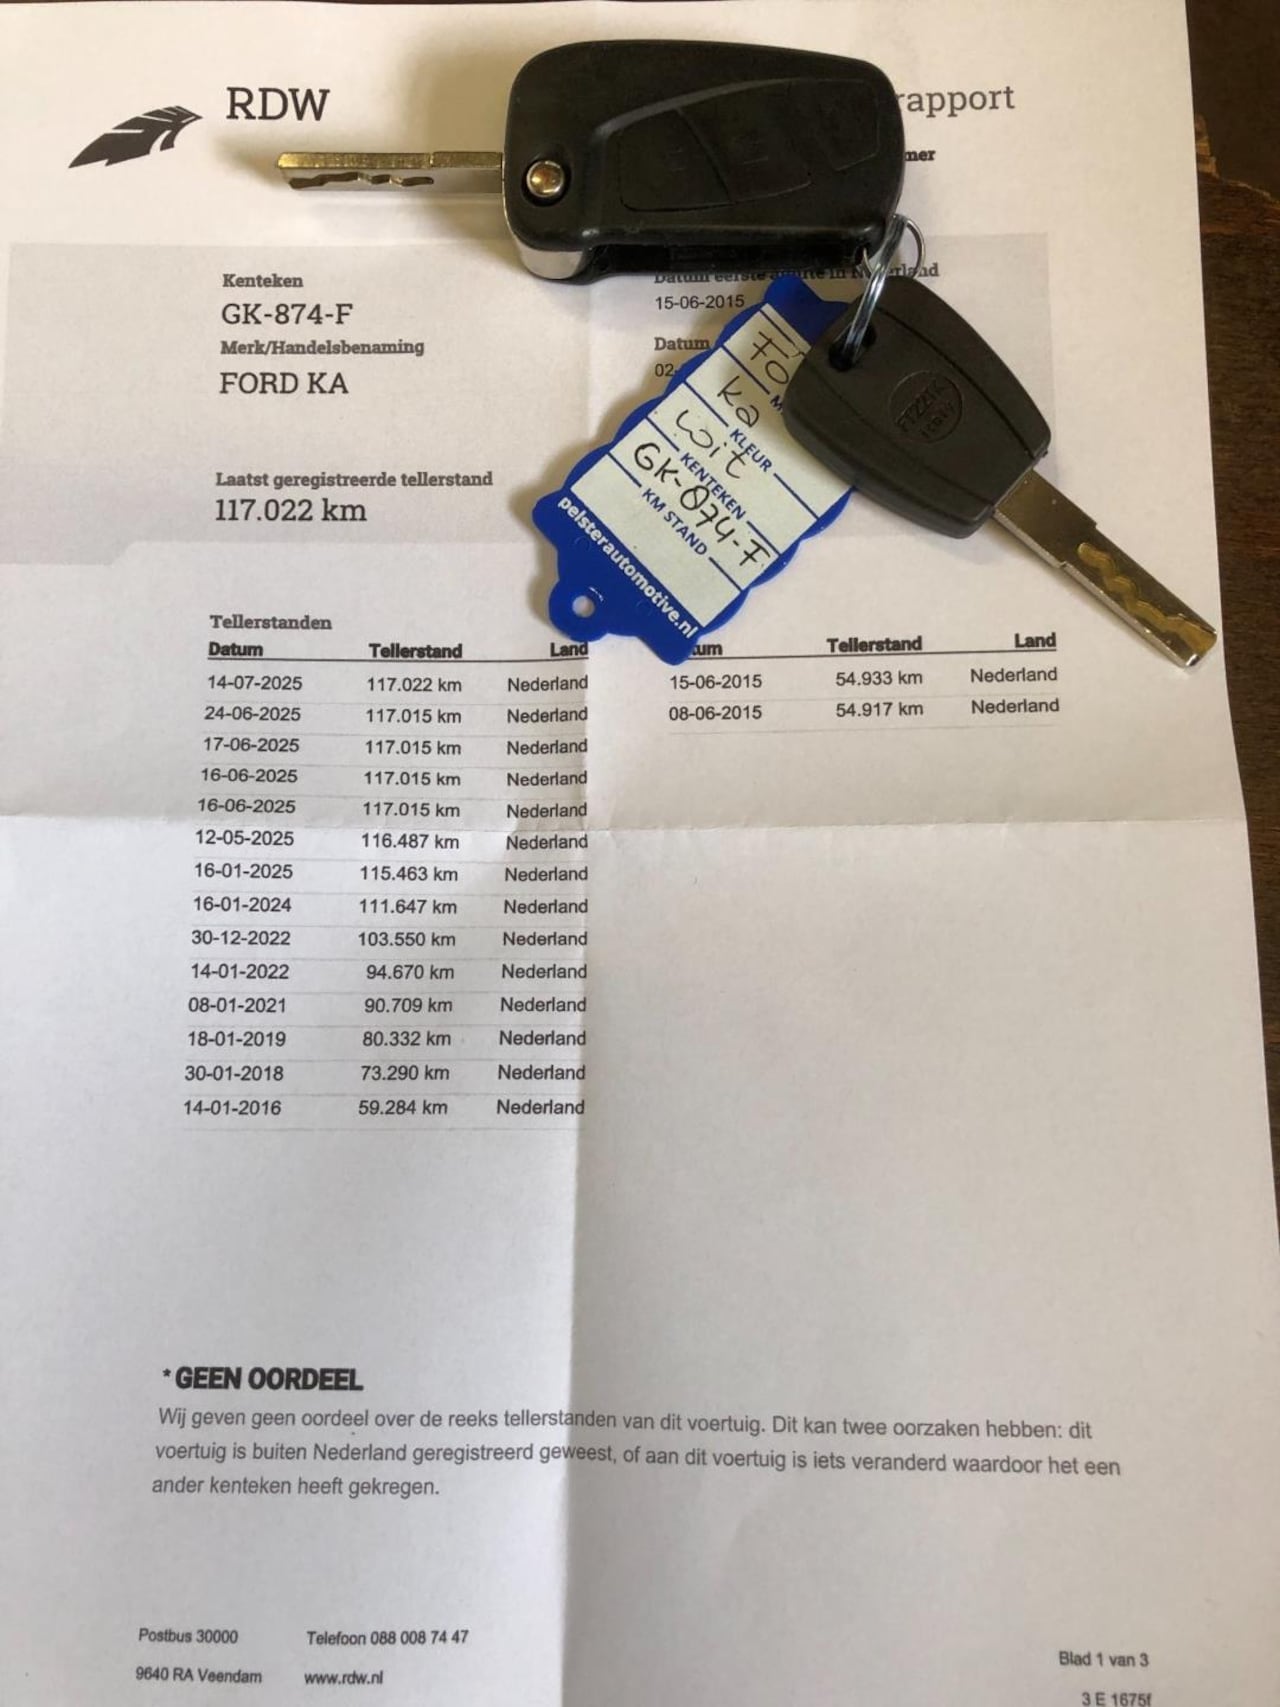 RDW
rapport
mer
Kenteken
GK-874-F
Merk/Handelsbenaming
FORD KA
Datum eerste in Nederland
15-06-2015
Datum
02-
Laatst geregistreerde tellerstand
117.022 km
Fo
Ka
KLEUR
wit
KENTEKEN
GK-874-F
KM STAND
pelsterautomotive.nl
Tellerstanden
Datum Tellerstand Land
14-07-2025 117.022 km Nederland
24-06-2025 117.015 km Nederland
17-06-2025 117.015 km Nederland
16-06-2025 117.015 km Nederland
16-06-2025 117.015 km Nederland
12-05-2025 116.487 km Nederland
16-01-2025 115.463 km Nederland
16-01-2024 111.647 km Nederland
30-12-2022 103.550 km Nederland
14-01-2022 94.670 km Nederland
08-01-2021 90.709 km Nederland
18-01-2019 80.332 km Nederland
30-01-2018 73.290 km Nederland
14-01-2016 59.284 km Nederland
tum Tellerstand Land
15-06-2015 54.933 km Nederland
08-06-2015 54.917 km Nederland
* GEEN OORDEEL
Wij geven geen oordeel over de reeks tellerstanden van dit voertuig. Dit kan twee oorzaken hebben: dit
voertuig is buiten Nederland geregistreerd geweest, of aan dit voertuig is iets veranderd waardoor het een
ander kenteken heeft gekregen.
Postbus 30000 Telefoon 088 008 74 47
9640 RA Veendam www.rdw.nl
Blad 1 van 3
3 E 1675f